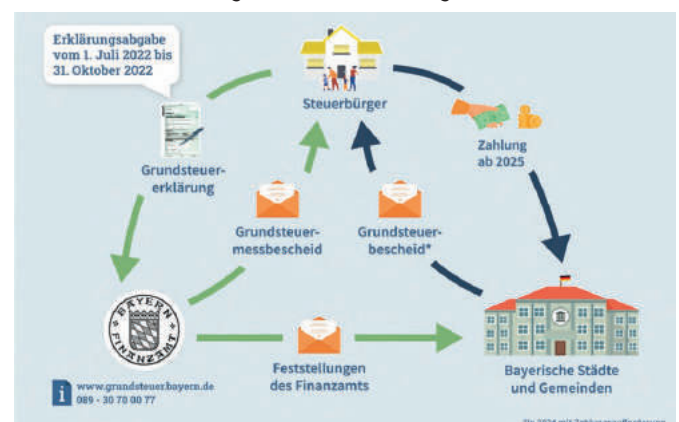 Erklärungsabgabe
vom 1. Juli 2022 bis
31. Oktober 2022
Steuerbürger
Grundsteuer-
erklärung
Zahlung
ab 2025
Grundsteuer-
messbescheid
Grundsteuer-
bescheid*
BAYERN
FINANZAMT
Feststellungen
des Finanzamts
Bayerische Städte
und Gemeinden
i
www.grundsteuer.bayern.de
089 - 30 70 00 77